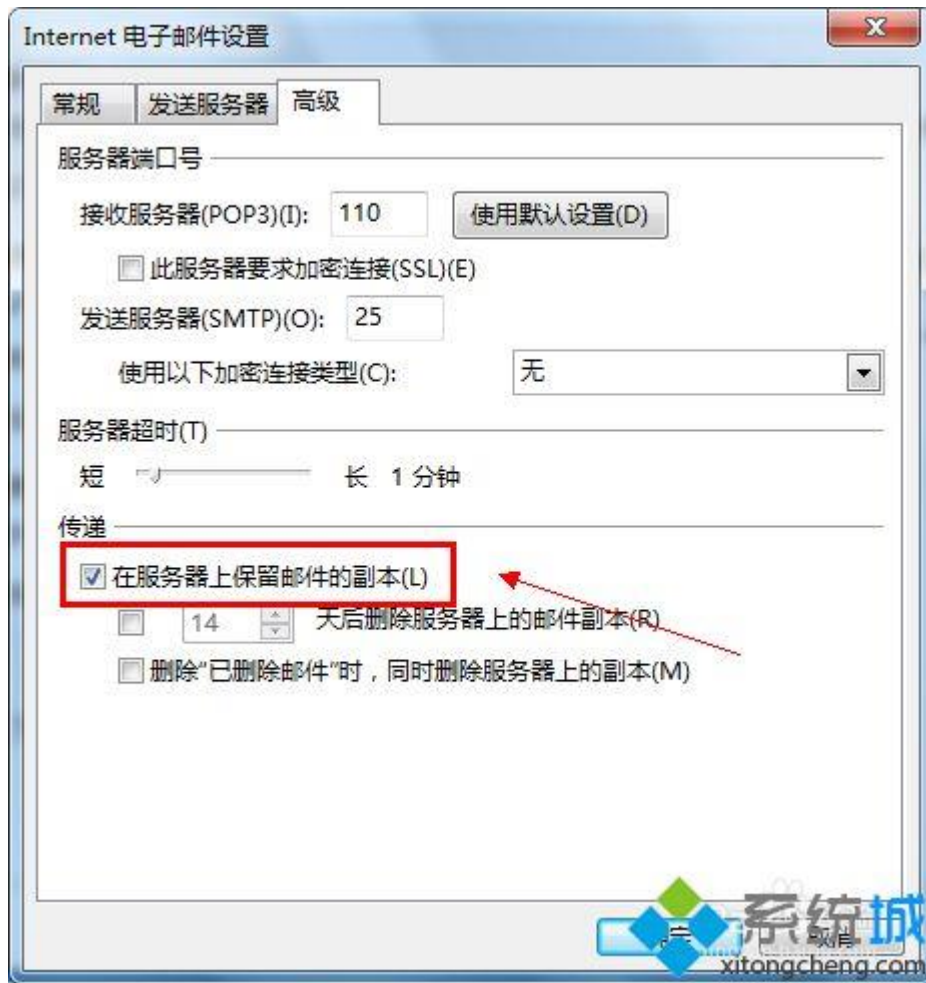 Internet 电子邮件设置
常规 发送服务器 高级
服务器端口号
接收服务器(POP3)(I): 110 使用默认设置(D)
此服务器要求加密连接(SSL)(E)
发送服务器(SMTP)(O): 25
使用以下加密连接类型(C): 无
服务器超时(T)
短 长 1 分钟
传递
在服务器上保留邮件的副本(L)
14 天后删除服务器上的邮件副本(R)
删除“已删除邮件”时，同时删除服务器上的副本(M)
系统城
xitongcheng.com